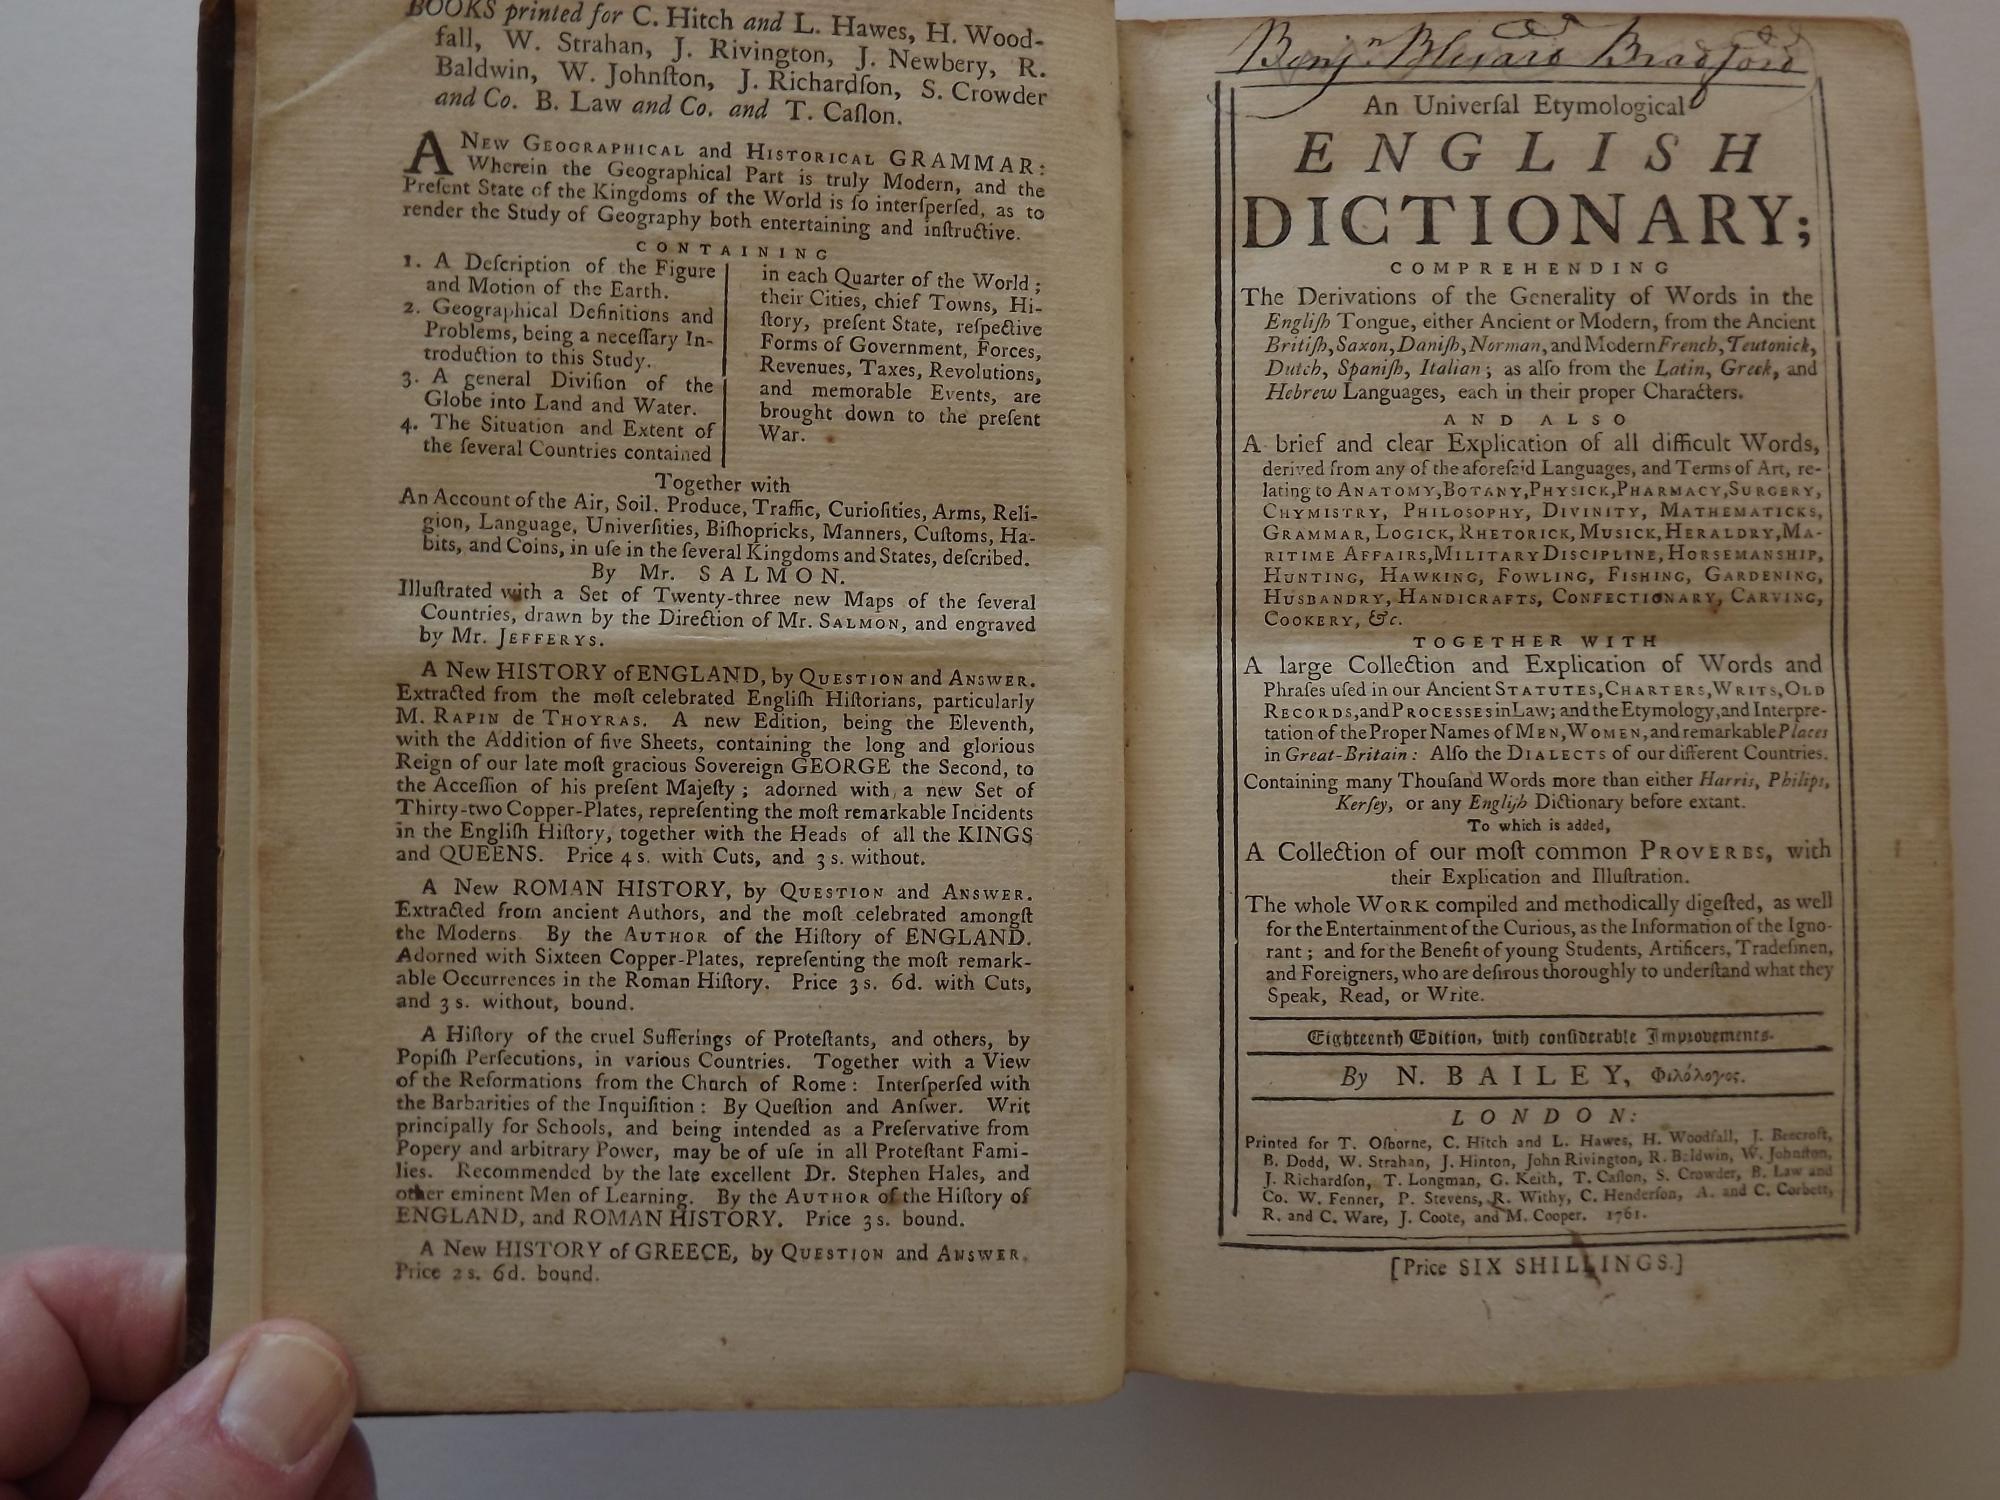 BOOKS printed for C. Hitch and L. Hawes, H. Wood-
fall, W. Strahan, J. Rivington, J. Newbery, R.
Baldwin, W. Johnſton, J. Richardſon, S. Crowder
and Co. B. Law and Co. and T. Caſlon.
A NEW GEOGRAPHICAL and HISTORICAL GRAMMAR:
Wherein the Geographical Part is truly Modern, and the
Preſent State of the Kingdoms of the World is ſo interſperſed, as to
render the Study of Geography both entertaining and inſtructive.
CONTAINING
1. A Deſcription of the Figure
and Motion of the Earth.
2. Geographical Definitions and
Problems, being a neceſſary In-
troduction to this Study.
3. A general Diviſion of the
Globe into Land and Water.
4. The Situation and Extent of
the ſeveral Countries contained
in each Quarter of the World ;
their Cities, chief Towns, Hi-
ſtory, preſent State, reſpective
Forms of Government, Forces,
Revenues, Taxes, Revolutions,
and memorable Events, are
brought down to the preſent
War.
Together with
An Account of the Air, Soil, Produce, Traffic, Curioſities, Arms, Reli-
gion, Language, Univerſities, Biſhopricks, Manners, Cuſtoms, Ha-
bits, and Coins, in uſe in the ſeveral Kingdoms and States, deſcribed.
By Mr. SALMON.
Illuſtrated with a Set of Twenty-three new Maps of the ſeveral
Countries, drawn by the Direction of Mr. SALMON, and engraved
by Mr. JEFFERYS.
A New HISTORY of ENGLAND, by QUESTION and ANSWER.
Extracted from the moſt celebrated Engliſh Hiſtorians, particularly
M. RAPIN de THOYRAS. A new Edition, being the Eleventh,
with the Addition of five Sheets, containing the long and glorious
Reign of our late moſt gracious Sovereign GEORGE the Second, to
the Acceſſion of his preſent Majeſty ; adorned with a new Set of
Thirty-two Copper-Plates, repreſenting the moſt remarkable Incidents
in the Engliſh Hiſtory, together with the Heads of all the KINGS
and QUEENS. Price 4 s. with Cuts, and 3 s. without.
A New ROMAN HISTORY, by QUESTION and ANSWER.
Extracted from ancient Authors, and the moſt celebrated amongſt
the Moderns. By the AUTHOR of the Hiſtory of ENGLAND.
Adorned with Sixteen Copper-Plates, repreſenting the moſt remark-
able Occurrences in the Roman Hiſtory. Price 3 s. 6d. with Cuts,
and 3 s. without, bound.
A Hiſtory of the cruel Sufferings of Proteſtants, and others, by
Popiſh Perſecutions, in various Countries. Together with a View
of the Reformations from the Church of Rome : Interſperſed with
the Barbarities of the Inquiſition : By Queſtion and Anſwer. Writ
principally for Schools, and being intended as a Preſervative from
Popery and arbitrary Power, may be of uſe in all Proteſtant Fami-
lies. Recommended by the late excellent Dr. Stephen Hales, and
other eminent Men of Learning. By the AUTHOR of the Hiſtory of
ENGLAND, and ROMAN HISTORY. Price 3 s. bound.
A New HISTORY of GREECE, by QUESTION and ANSWER.
Price 2 s. 6d. bound.
Benjn Bradford
An Univerſal Etymological
ENGLISH
DICTIONARY;
COMPREHENDING
The Derivations of the Generality of Words in the
Engliſh Tongue, either Ancient or Modern, from the Ancient
Britiſh, Saxon, Daniſh, Norman, and Modern French, Teutonick,
Dutch, Spaniſh, Italian ; as alſo from the Latin, Greek, and
Hebrew Languages, each in their proper Characters.
AND ALSO
A brief and clear Explication of all difficult Words,
derived from any of the aforeſaid Languages, and Terms of Art, re-
lating to ANATOMY, BOTANY, PHYSICK, PHARMACY, SURGERY,
CHYMISTRY, PHILOSOPHY, DIVINITY, MATHEMATICKS,
GRAMMAR, LOGICK, RHETORICK, MUSICK, HERALDRY, MA-
RITIME AFFAIRS, MILITARY DISCIPLINE, HORSEMANSHIP,
HUNTING, HAWKING, FOWLING, FISHING, GARDENING,
HUSBANDRY, HANDICRAFTS, CONFECTIONARY, CARVING,
COOKERY, &c.
TOGETHER WITH
A large Collection and Explication of Words and
Phraſes uſed in our Ancient STATUTES, CHARTERS, WRITS, OLD
RECORDS, and PROCESSES in Law; and the Etymology, and Interpre-
tation of the Proper Names of MEN, WOMEN, and remarkable Places
in Great-Britain : Alſo the DIALECTS of our different Countries.
Containing many Thouſand Words more than either Harris, Philips,
Kerſey, or any Engliſh Dictionary before extant.
To which is added,
A Collection of our moſt common PROVERBS, with
their Explication and Illuſtration.
The whole WORK compiled and methodically digeſted, as well
for the Entertainment of the Curious, as the Information of the Igno-
rant ; and for the Benefit of young Students, Artificers, Tradeſmen,
and Foreigners, who are deſirous thoroughly to underſtand what they
Speak, Read, or Write.
Eighteenth Edition, with conſiderable Improvements.
By N. BAILEY, Φιλόλογος.
LONDON:
Printed for T. Oſborne, C. Hitch and L. Hawes, H. Woodfall, J. Beecroft,
B. Dodd, W. Strahan, J. Hinton, John Rivington, R. Baldwin, W. Johnſton,
J. Richardſon, T. Longman, G. Keith, T. Caſlon, S. Crowder, B. Law and
Co. W. Fenner, P. Stevens, R. Withy, C. Henderſon, A. and C. Corbett,
R. and C. Ware, J. Coote, and M. Cooper. 1761.
[Price SIX SHILLINGS.]